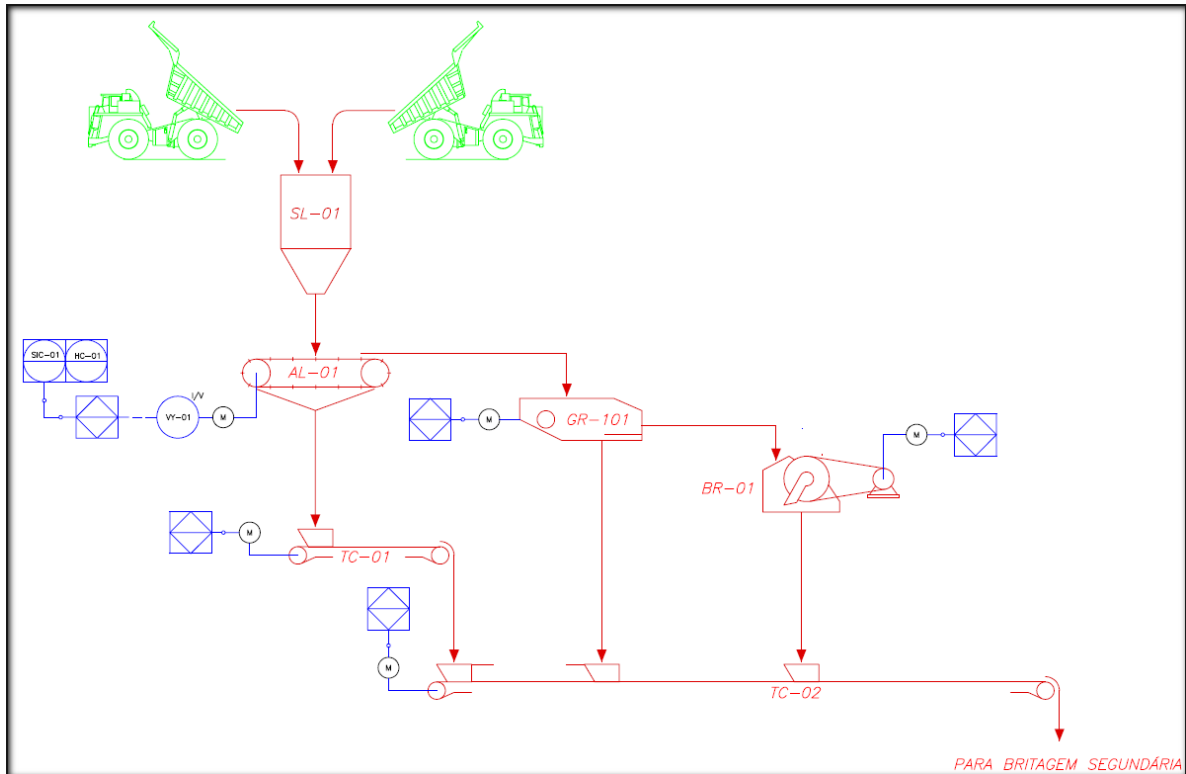 SL-01
SIC-01
HC-01
I/V
AL-01
VY-01
M
M
GR-101
M
BR-01
M
TC-01
M
TC-02
PARA BRITAGEM SEGUNDÁRIA